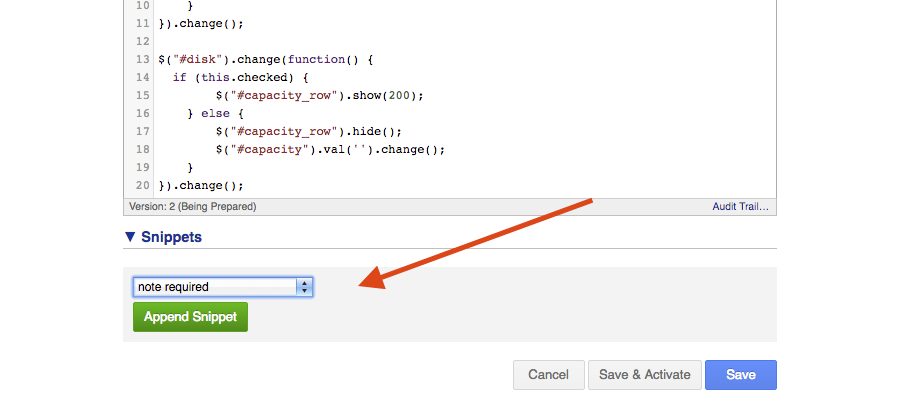 10 }
11 }).change();
12
13 $("#disk").change(function() {
14 if (this.checked) {
15 $("#capacity_row").show(200);
16 } else {
17 $("#capacity_row").hide();
18 $("#capacity").val('').change();
19 }
20 }).change();
Version: 2 (Being Prepared) Audit Trail…
▼ Snippets
note required
Append Snippet
Cancel Save & Activate Save